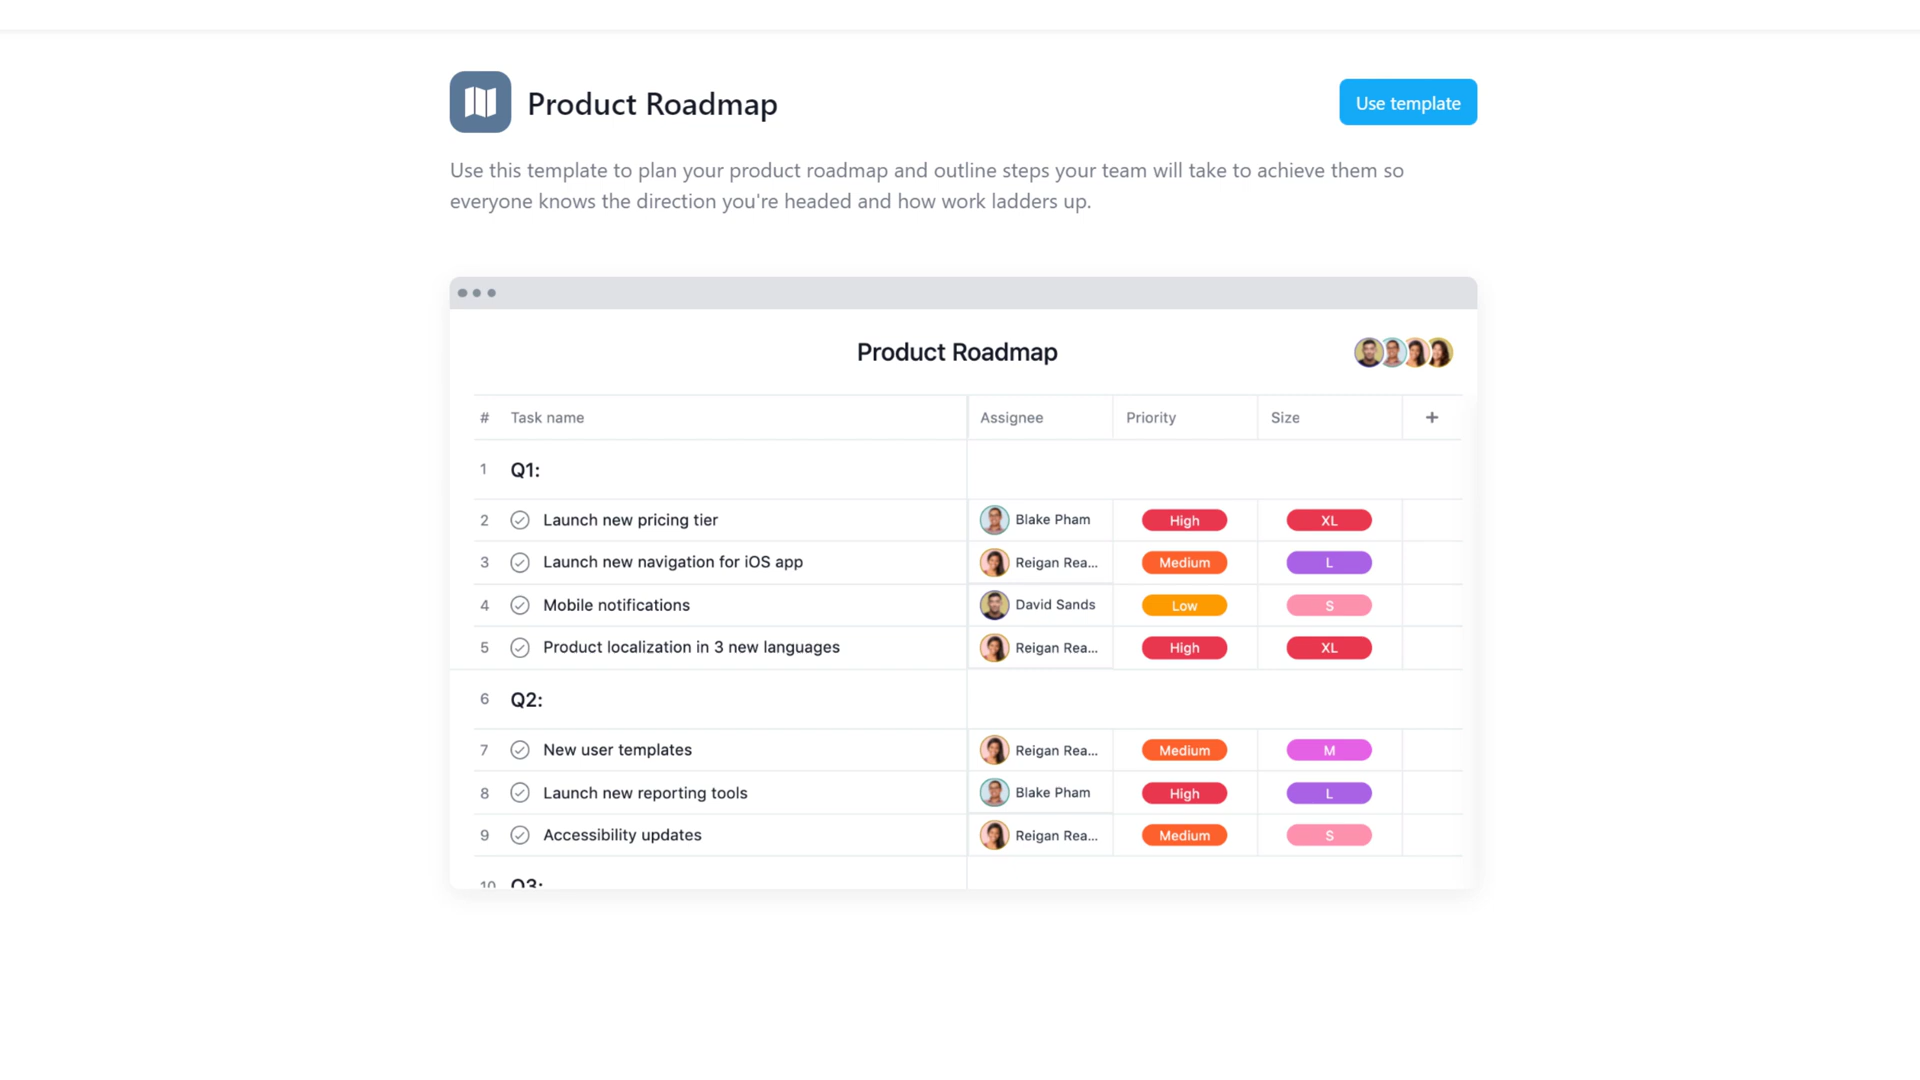 Product Roadmap
Use template
Use this template to plan your product roadmap and outline steps your team will take to achieve them so
everyone knows the direction you're headed and how work ladders up.
Product Roadmap
# Task name Assignee Priority Size +
1 Q1:
2 Launch new pricing tier Blake Pham High XL
3 Launch new navigation for iOS app Reigan Rea... Medium L
4 Mobile notifications David Sands Low S
5 Product localization in 3 new languages Reigan Rea... High XL
6 Q2:
7 New user templates Reigan Rea... Medium M
8 Launch new reporting tools Blake Pham High L
9 Accessibility updates Reigan Rea... Medium S
10 Q3: